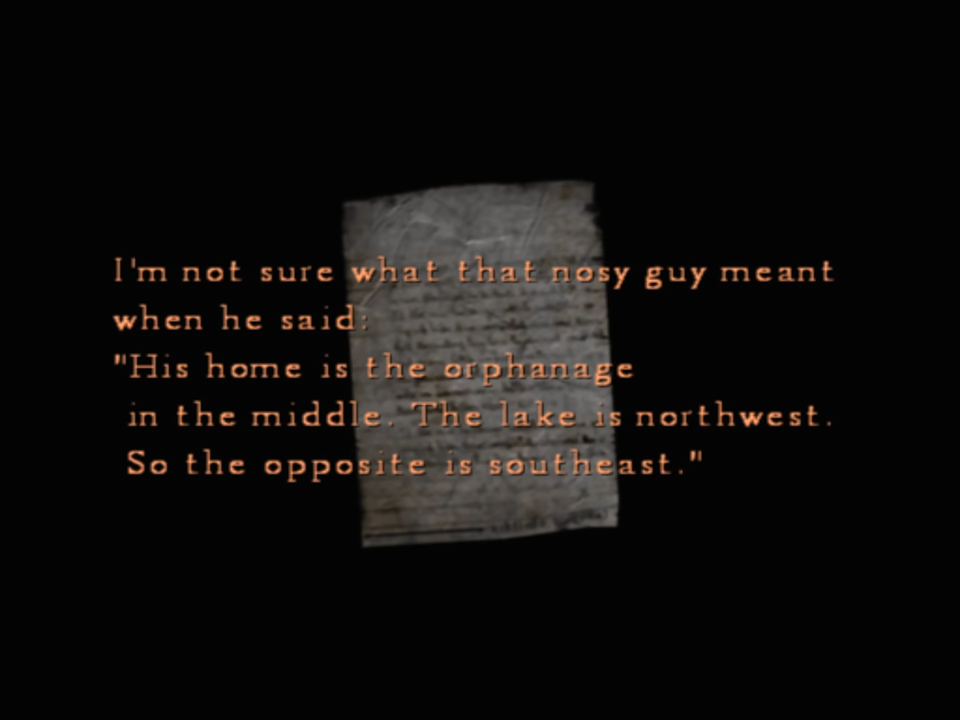 I'm not sure what that nosy guy meant
when he said:
"His home is the orphanage
in the middle. The lake is northwest.
So the opposite is southeast."